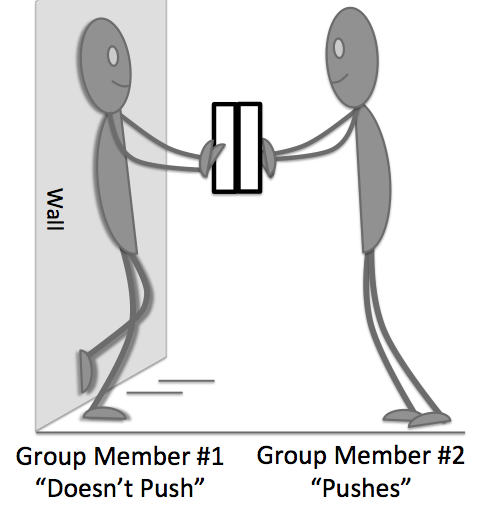 Wall
Group Member #1
“Doesn’t Push”
Group Member #2
“Pushes”